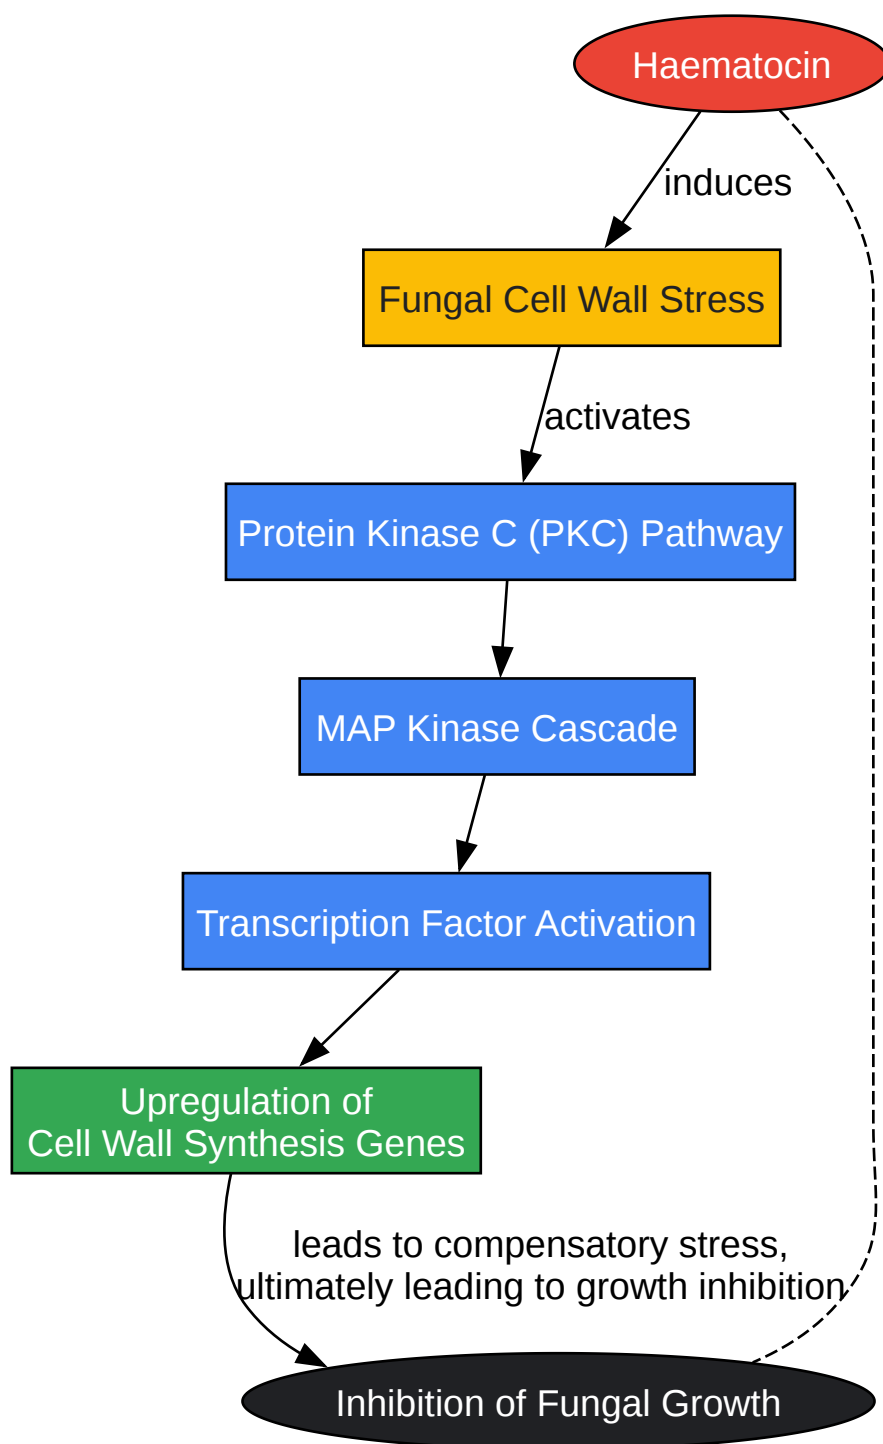 Haematocin
induces
Fungal Cell Wall Stress
activates
Protein Kinase C (PKC) Pathway
MAP Kinase Cascade
Transcription Factor Activation
Upregulation of
Cell Wall Synthesis Genes
leads to compensatory stress,
ultimately leading to growth inhibition
Inhibition of Fungal Growth